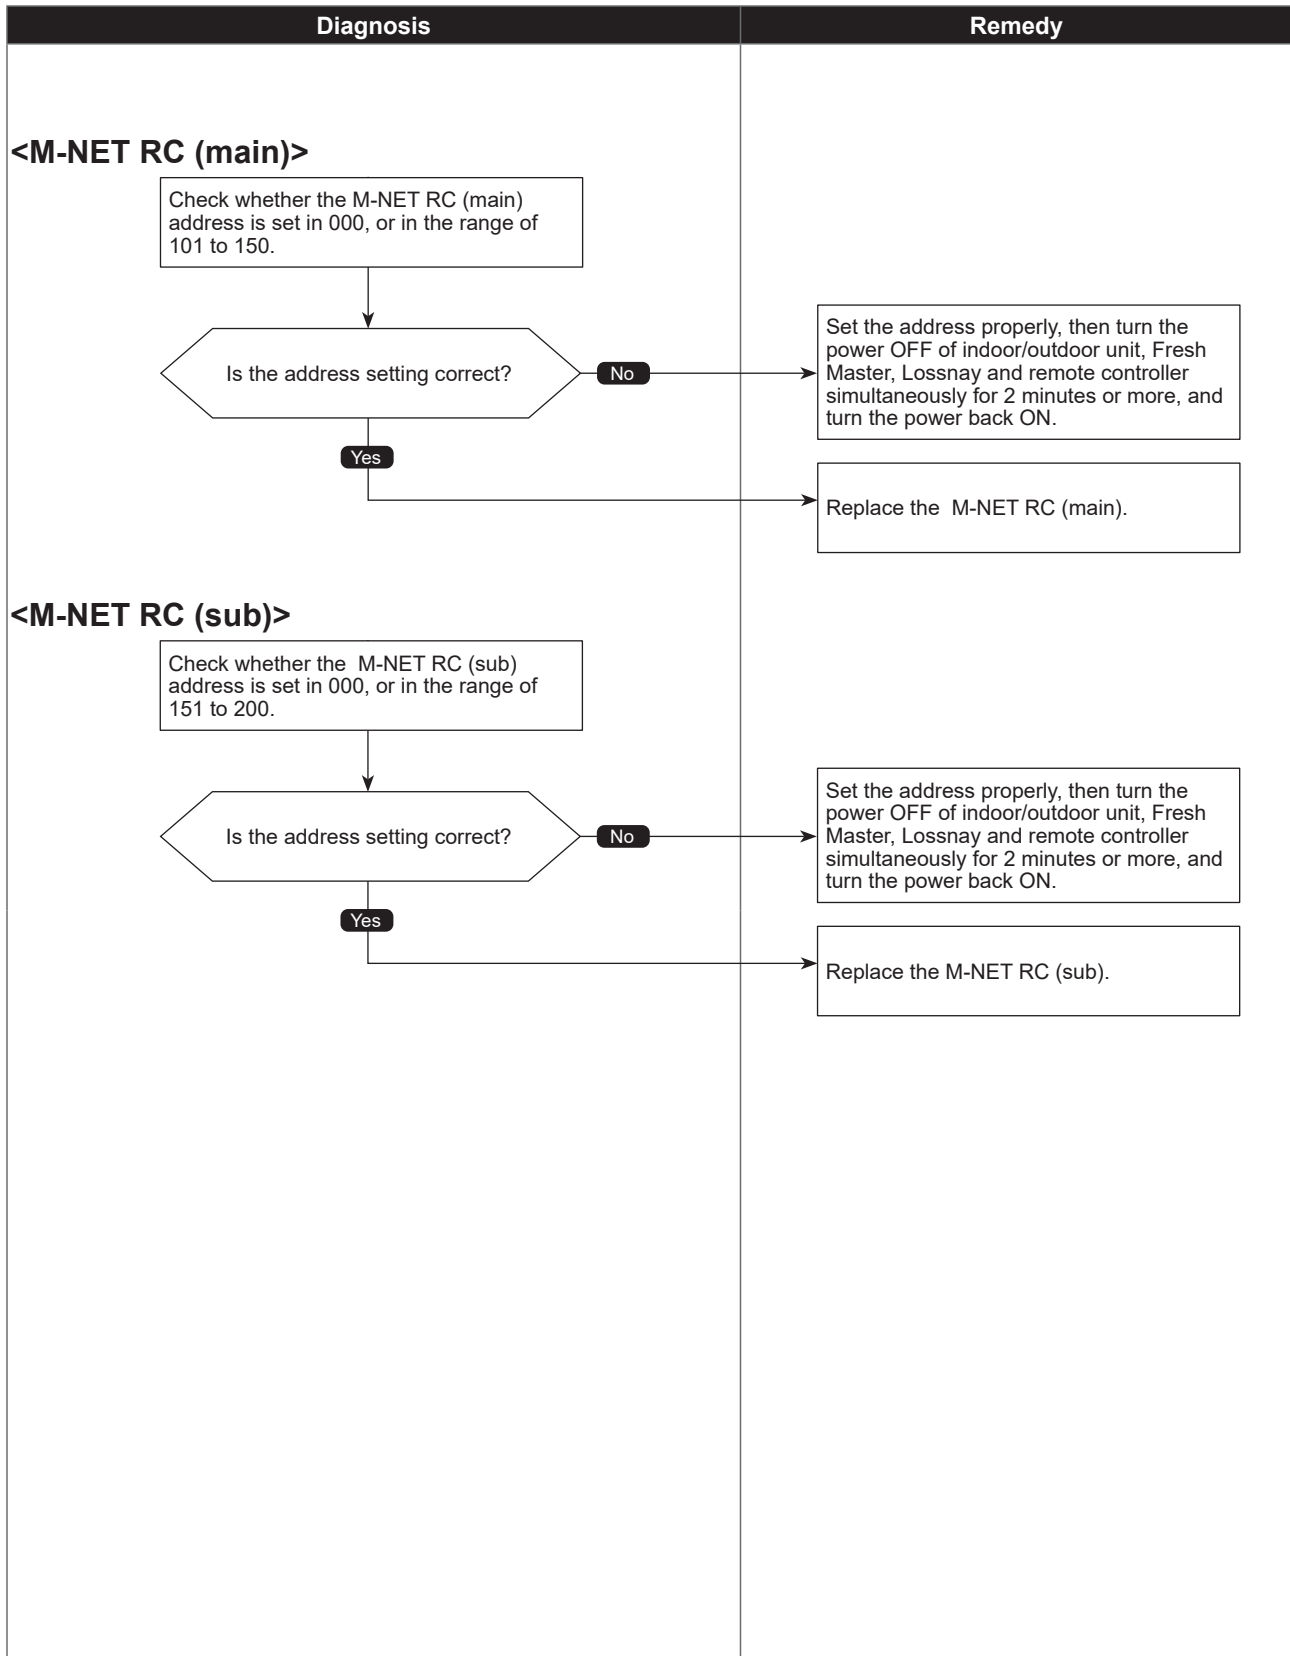 Diagnosis
Remedy
<M-NET RC (main)>
Check whether the M-NET RC (main)
address is set in 000, or in the range of
101 to 150.
Is the address setting correct?
No
Set the address properly, then turn the
power OFF of indoor/outdoor unit, Fresh
Master, Lossnay and remote controller
simultaneously for 2 minutes or more, and
turn the power back ON.
Yes
Replace the  M-NET RC (main).
<M-NET RC (sub)>
Check whether the  M-NET RC (sub)
address is set in 000, or in the range of
151 to 200.
Is the address setting correct?
No
Set the address properly, then turn the
power OFF of indoor/outdoor unit, Fresh
Master, Lossnay and remote controller
simultaneously for 2 minutes or more, and
turn the power back ON.
Yes
Replace the M-NET RC (sub).